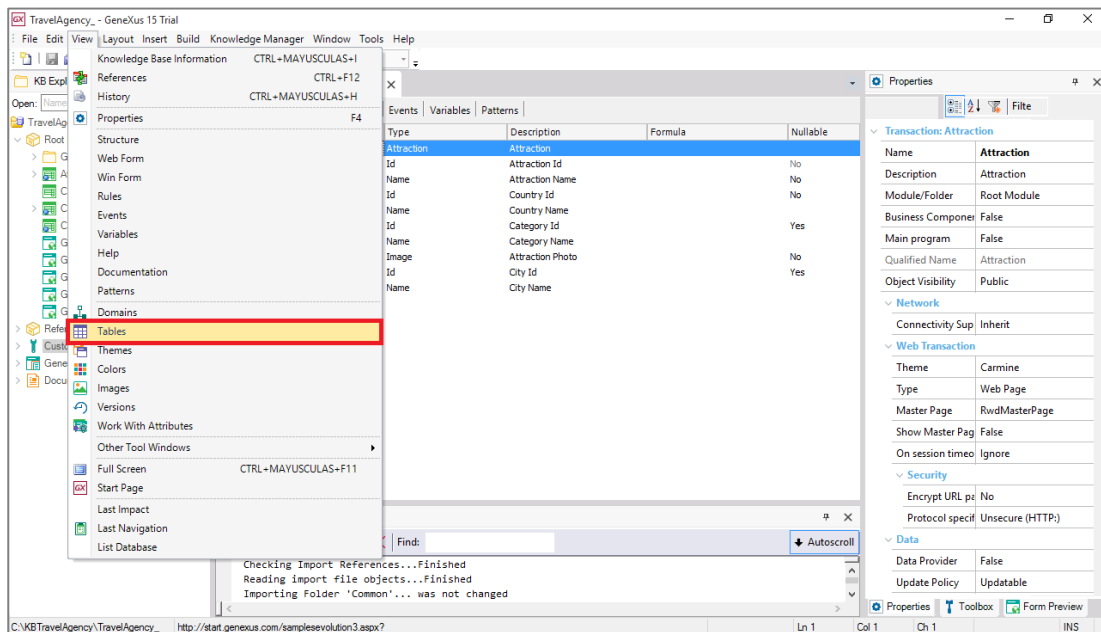 TravelAgency_ - GeneXus 15 Trial
File Edit View Layout Insert Build Knowledge Manager Window Tools Help
Knowledge Base Information CTRL+MAYUSCULAS+I
References CTRL+F12
History CTRL+MAYUSCULAS+H
Properties F4
Structure
Web Form
Win Form
Rules
Events
Variables
Help
Documentation
Patterns
Domains
Tables
Themes
Colors
Images
Versions
Work With Attributes
Other Tool Windows
Full Screen CTRL+MAYUSCULAS+F11
Start Page
Last Impact
Last Navigation
List Database
KB Expl
Open: Name
TravelAg
Root
G
A
C
C
C
G
G
G
G
G
Refe
Custo
Gene
Docu
Events Variables Patterns
Type Description Formula Nullable
Attraction Attraction
Id Attraction Id No
Name Attraction Name No
Id Country Id No
Name Country Name
Id Category Id Yes
Name Category Name
Image Attraction Photo No
Id City Id Yes
Name City Name
Find: Autoscroll
Checking Import References...Finished
Reading import file objects...Finished
Importing Folder 'Common'... was not changed
Properties
Filte
Transaction: Attraction
Name Attraction
Description Attraction
Module/Folder Root Module
Business Componer False
Main program False
Qualified Name Attraction
Object Visibility Public
Network
Connectivity Sup Inherit
Web Transaction
Theme Carmine
Type Web Page
Master Page RwdMasterPage
Show Master Pag False
On session timeo Ignore
Security
Encrypt URL pa No
Protocol specif Unsecure (HTTP:)
Data
Data Provider False
Update Policy Updatable
Properties Toolbox Form Preview
C:\KBTravelAgency\TravelAgency_ http://start.genexus.com/samplesevolution3.aspx? Ln 1 Col 1 Ch 1 INS